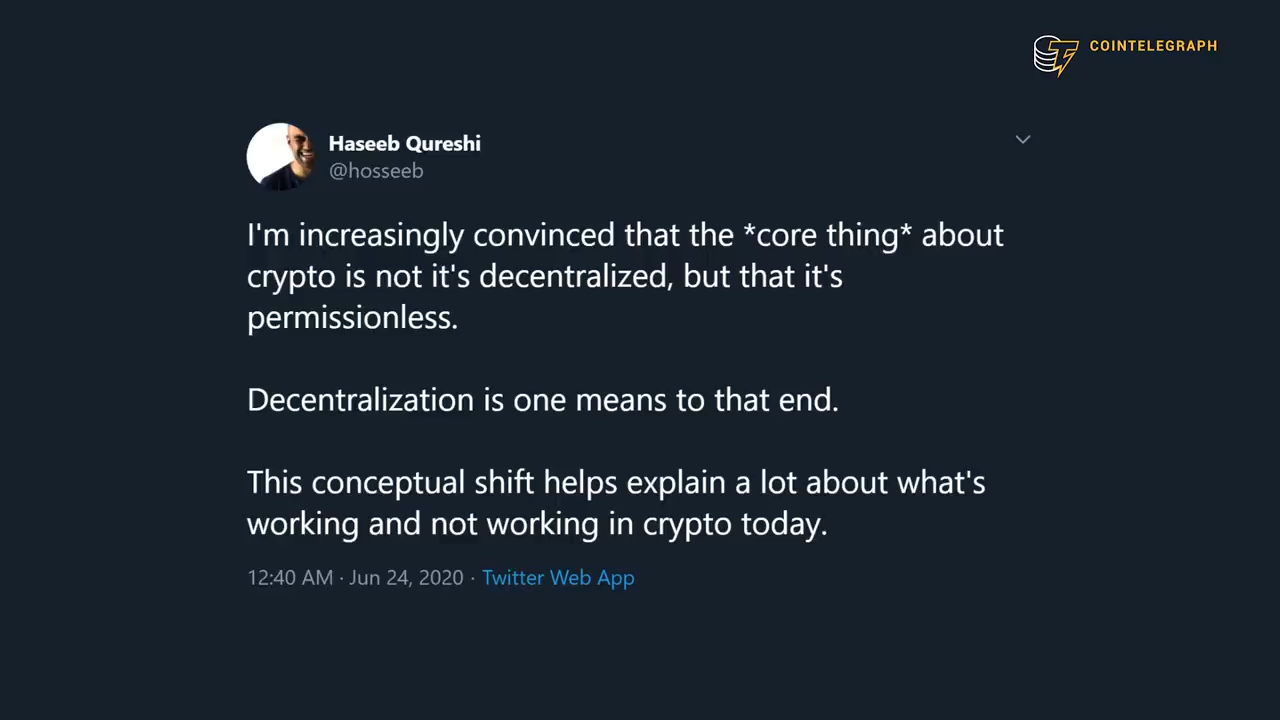 COINTELEGRAPH
Haseeb Qureshi
@hosseeb
I'm increasingly convinced that the *core thing* about
crypto is not it's decentralized, but that it's
permissionless.
Decentralization is one means to that end.
This conceptual shift helps explain a lot about what's
working and not working in crypto today.
12:40 AM · Jun 24, 2020 · Twitter Web App